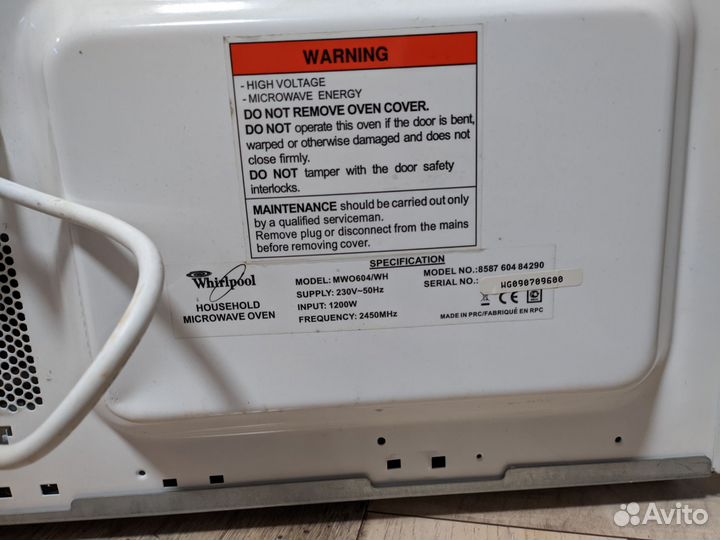 WARNING
- HIGH VOLTAGE
- MICROWAVE ENERGY
DO NOT REMOVE OVEN COVER.
DO NOT operate this oven if the door is bent,
warped or otherwise damaged and does not
close firmly.
DO NOT tamper with the door safety
interlocks.
MAINTENANCE should be carried out only
by a qualified serviceman.
Remove plug or disconnect from the mains
before removing cover.
SPECIFICATION
Whirlpool
HOUSEHOLD
MICROWAVE OVEN
MODEL: MWO604/WH
SUPPLY: 230V~50Hz
INPUT: 1200W
FREQUENCY: 2450MHz
MODEL NO.:8587 604 84290
SERIAL NO.: WG090709600
CE
MADE IN PRC/FABRIQUÉ EN RPC
Avito